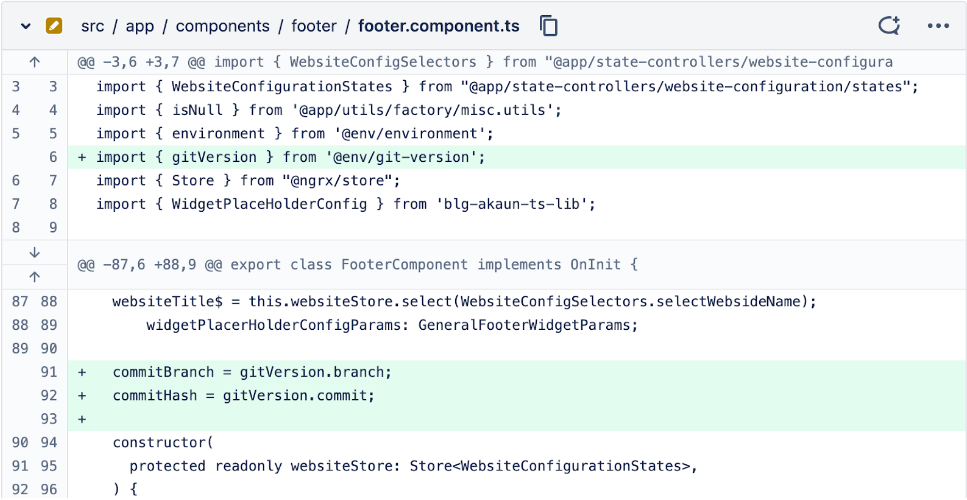 src / app / components / footer / footer.component.ts
@@ -3,6 +3,7 @@ import { WebsiteConfigSelectors } from "@app/state-controllers/website-configura
3 3 import { WebsiteConfigurationStates } from "@app/state-controllers/website-configuration/states";
4 4 import { isNull } from '@app/utils/factory/misc.utils';
5 5 import { environment } from '@env/environment';
6 + import { gitVersion } from '@env/git-version';
6 7 import { Store } from "@ngrx/store";
7 8 import { WidgetPlaceHolderConfig } from 'blg-akaun-ts-lib';
8 9
@@ -87,6 +88,9 @@ export class FooterComponent implements OnInit {
87 88 websiteTitle$ = this.websiteStore.select(WebsiteConfigSelectors.selectWebsideName);
88 89 widgetPlacerHolderConfigParams: GeneralFooterWidgetParams;
89 90
91 + commitBranch = gitVersion.branch;
92 + commitHash = gitVersion.commit;
93 +
90 94 constructor(
91 95 protected readonly websiteStore: Store<WebsiteConfigurationStates>,
92 96 ) {